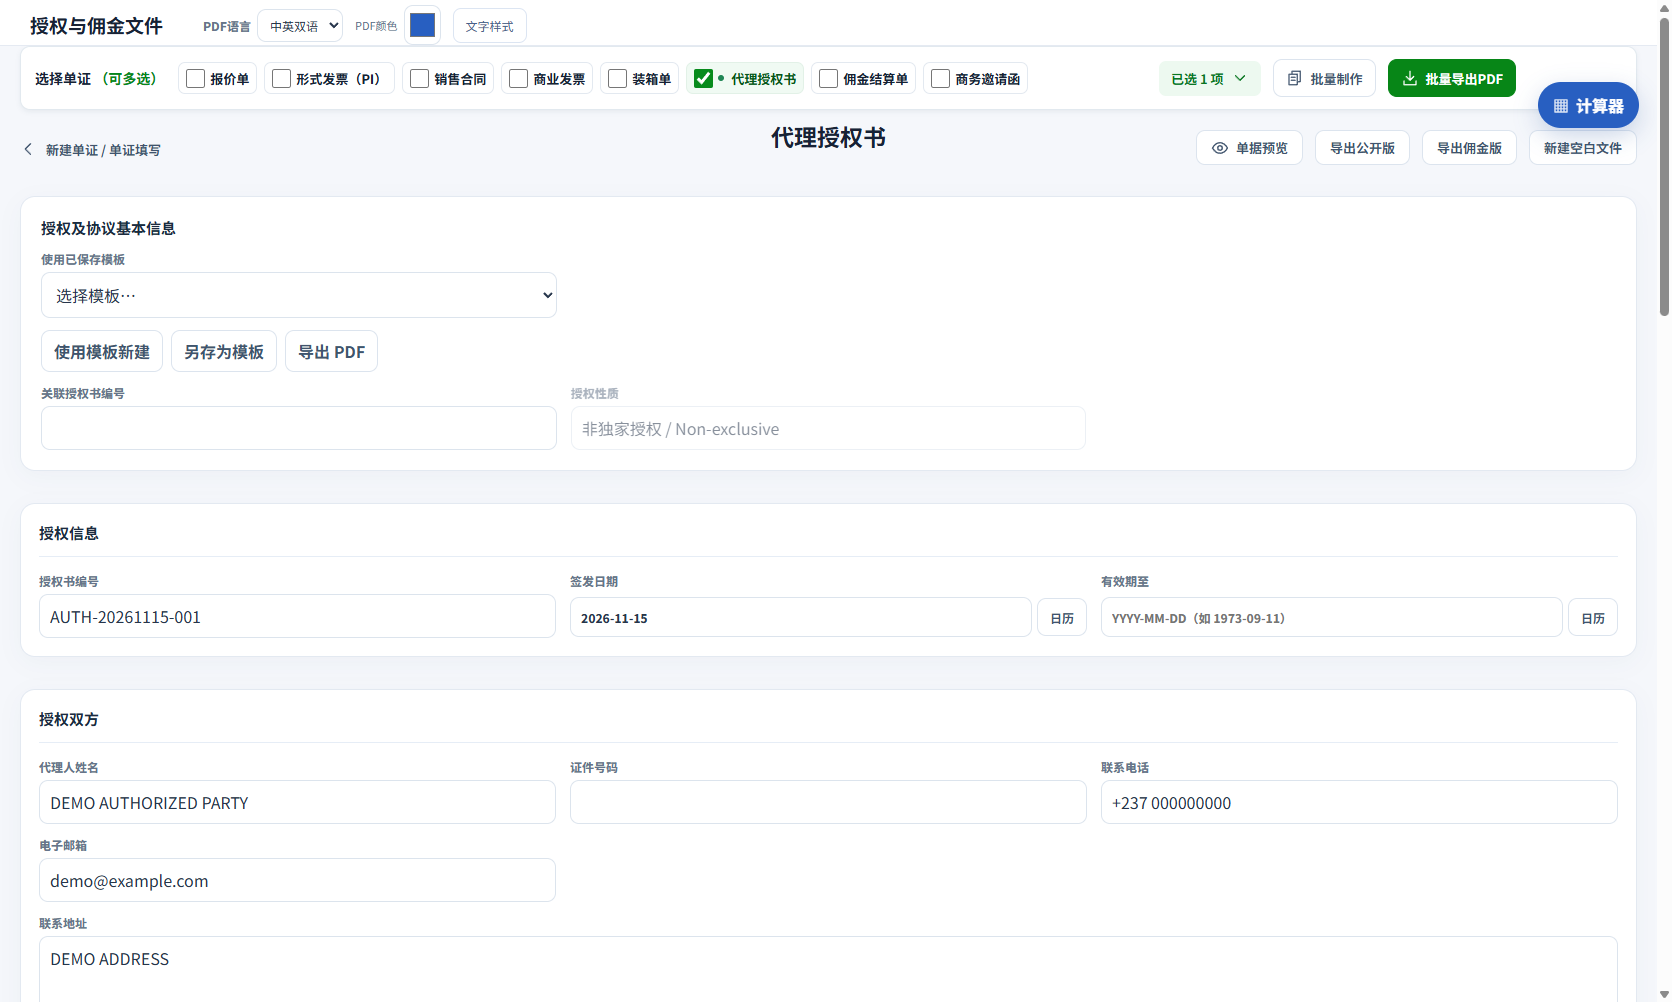 授权与佣金文件
PDF语言 中英双语 PDF颜色 文字样式
选择单证 （可多选） 报价单 形式发票（PI） 销售合同 商业发票 装箱单 代理授权书 佣金结算单 商务邀请函 已选 1 项 批量制作 批量导出PDF
计算器
代理授权书
新建单证 / 单证填写 单据预览 导出公开版 导出佣金版 新建空白文件
授权及协议基本信息
使用已保存模板
选择模板…
使用模板新建 另存为模板 导出 PDF
关联授权书编号 授权性质
非独家授权 / Non-exclusive
授权信息
授权书编号 签发日期 有效期至
AUTH-20261115-001 2026-11-15 日历 YYYY-MM-DD（如 1973-09-11） 日历
授权双方
代理人姓名 证件号码 联系电话
DEMO AUTHORIZED PARTY +237 000000000
电子邮箱
demo@example.com
联系地址
DEMO ADDRESS